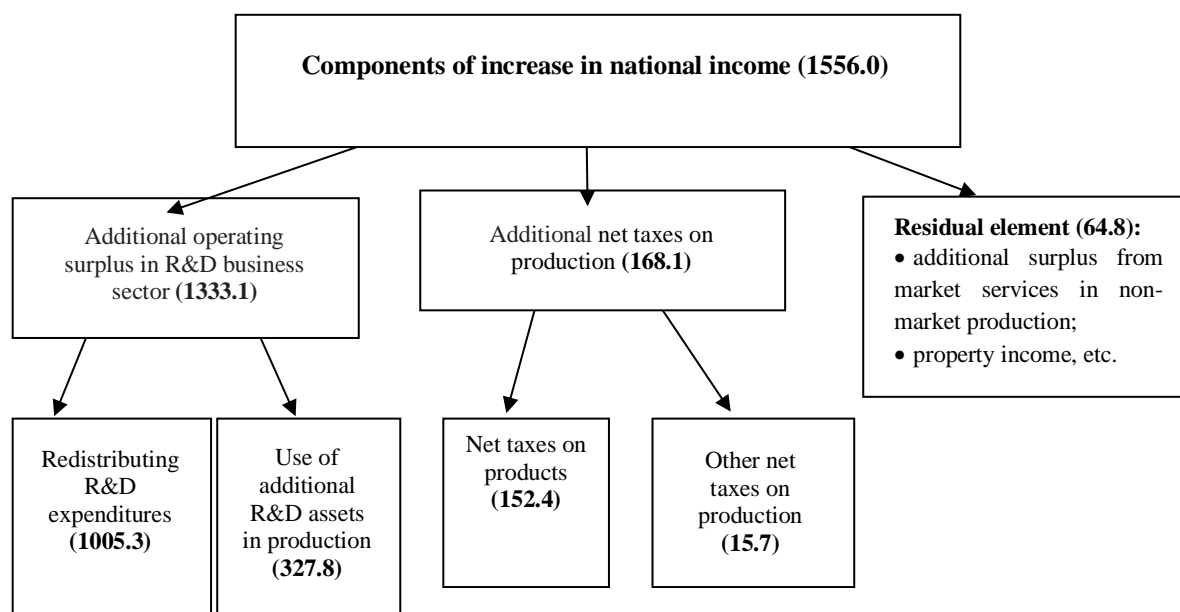 Components of increase in national income (1556.0)
Additional operating
surplus in R&D business
sector (1333.1)
Additional net taxes on
production (168.1)
Residual element (64.8):
• additional surplus from
market services in non-
market production;
• property income, etc.
Redistributing
R&D
expenditures
(1005.3)
Use of
additional
R&D assets
in production
(327.8)
Net taxes on
products
(152.4)
Other net
taxes on
production
(15.7)